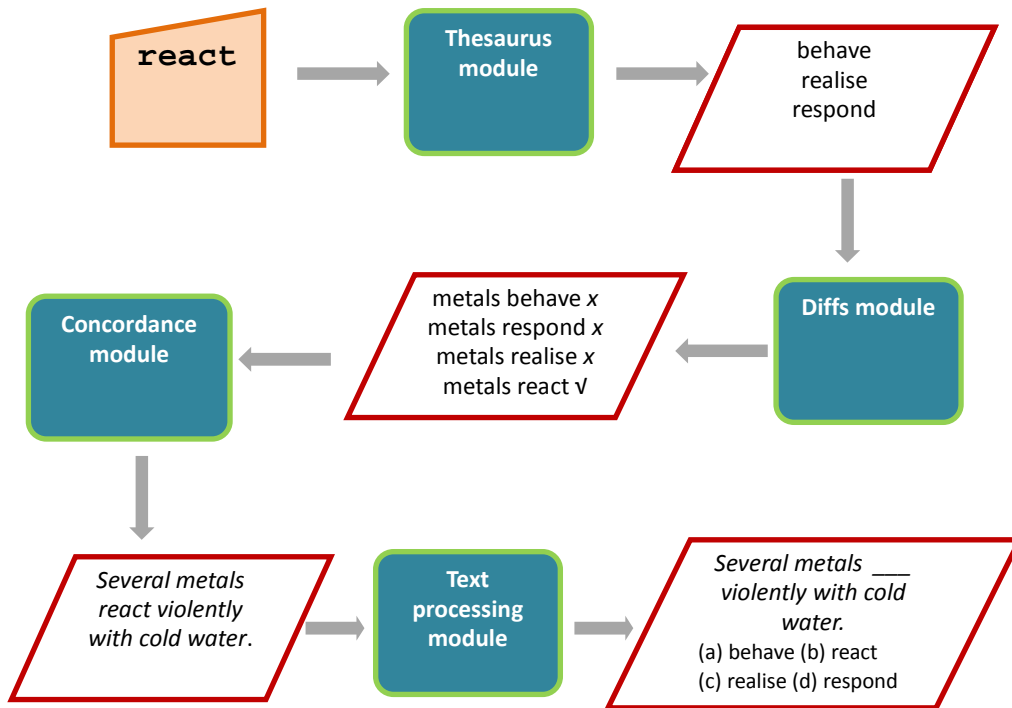 react
Thesaurus
module
behave
realise
respond
Diffs module
metals behave x
metals respond x
metals realise x
metals react √
Concordance
module
Several metals
react violently
with cold water.
Text
processing
module
Several metals ___
violently with cold
water.
(a) behave (b) react
(c) realise (d) respond